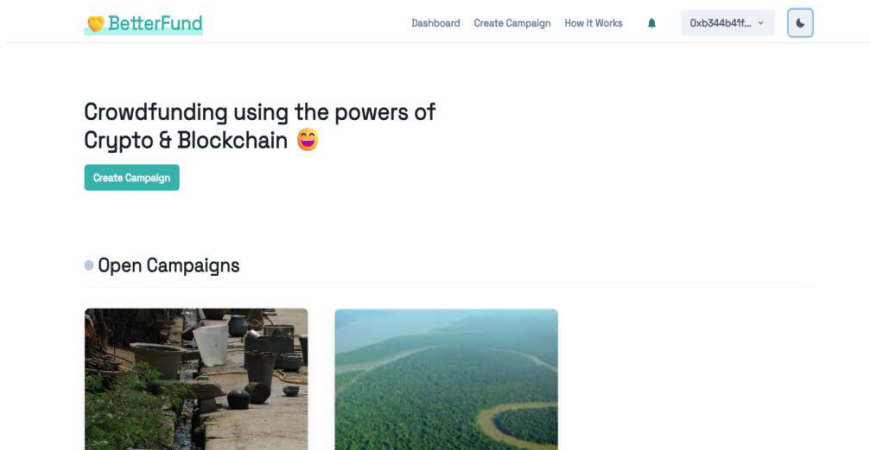 BetterFund
Dashboard Create Campaign How it Works 0xb344b41f...
Crowdfunding using the powers of
Crypto & Blockchain
Create Campaign
Open Campaigns